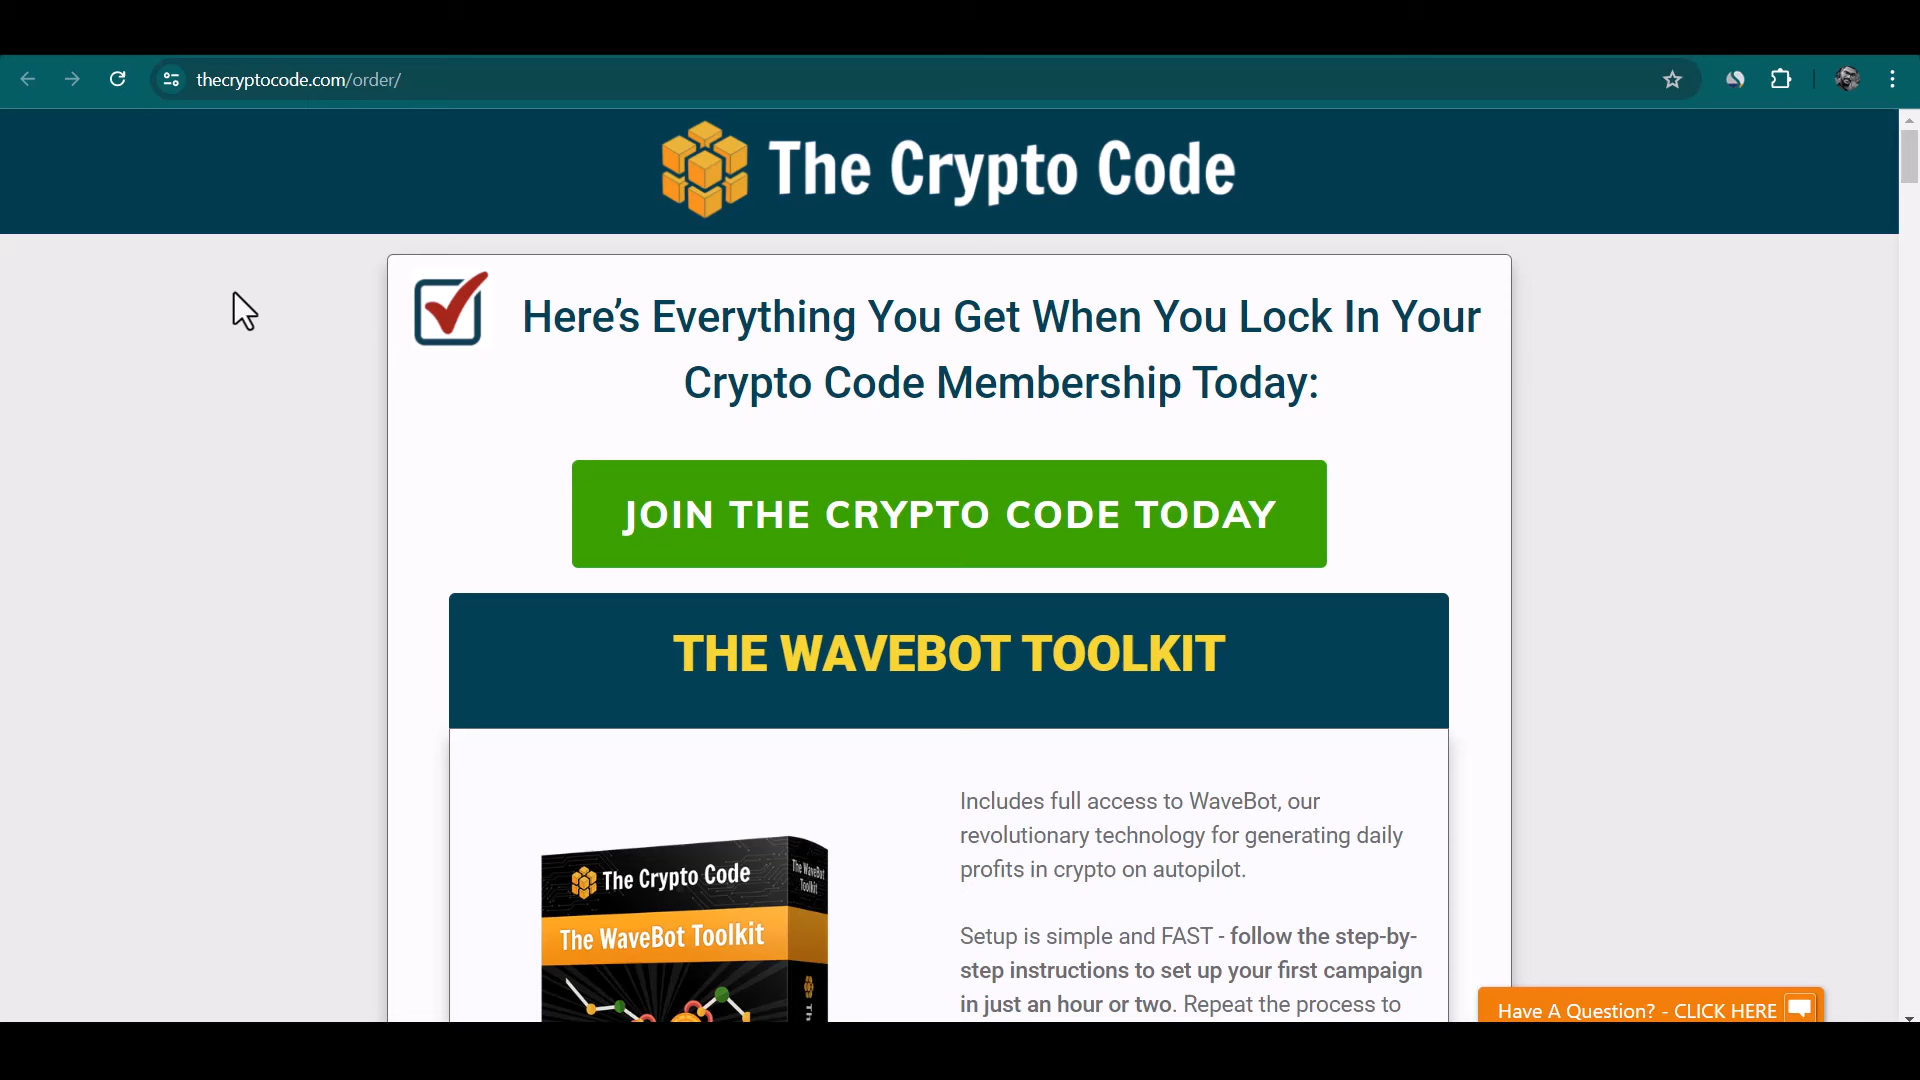 thecryptocode.com/order/
The Crypto Code
Here’s Everything You Get When You Lock In Your
Crypto Code Membership Today:
JOIN THE CRYPTO CODE TODAY
THE WAVEBOT TOOLKIT
Includes full access to WaveBot, our
revolutionary technology for generating daily
profits in crypto on autopilot.
Setup is simple and FAST - follow the step-by-
step instructions to set up your first campaign
in just an hour or two. Repeat the process to
The Crypto Code
The WaveBot Toolkit
The WaveBot
Toolkit
Have A Question? - CLICK HERE